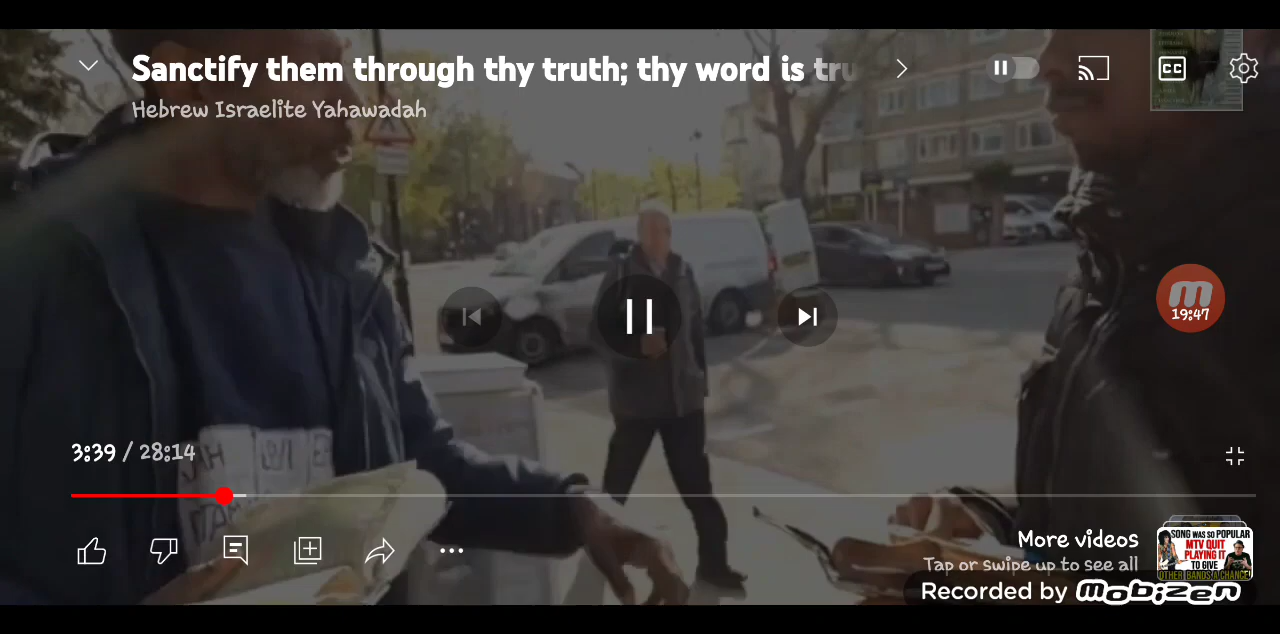 Sanctify them through thy truth; thy word is tru
Hebrew Israelite Yahawadah
CC
19:47
3:39 / 28:14
More videos
Tap or swipe up to see all
SONG WAS SO POPULAR
MTV QUIT
PLAYING IT
TO GIVE
OTHER BANDS A CHANCE!
Recorded by mobizen